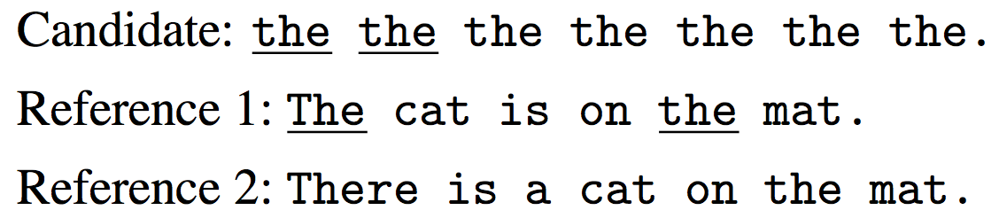 Candidate: the the the the the the the.
Reference 1: The cat is on the mat.
Reference 2: There is a cat on the mat.